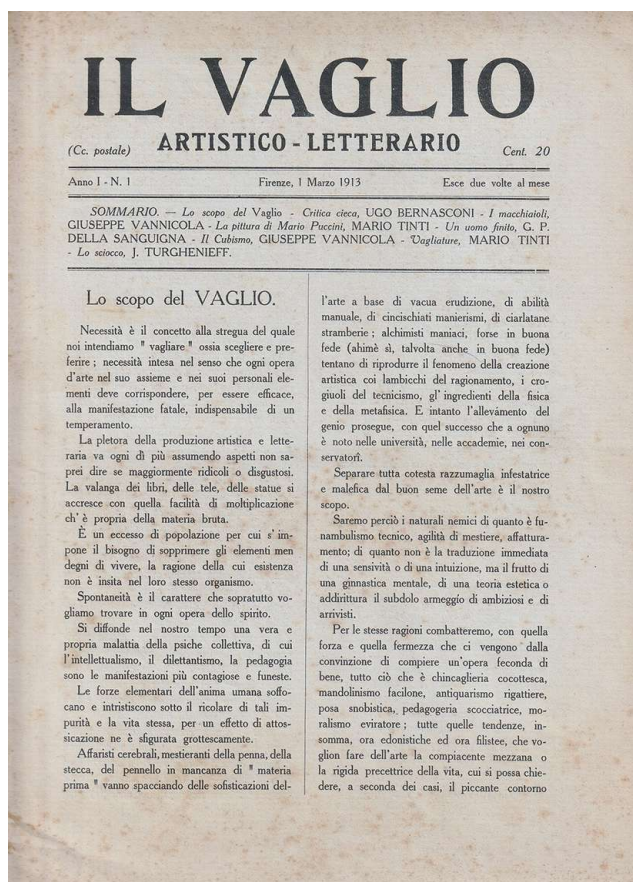 IL VAGLIO
(Cc. postale) ARTISTICO - LETTERARIO Cent. 20
Anno I - N. 1 Firenze, 1 Marzo 1913 Esce due volte al mese
SOMMARIO. — Lo scopo del Vaglio - Critica cieca, UGO BERNASCONI - I macchiaioli,
GIUSEPPE VANNICOLA - La pittura di Mario Puccini, MARIO TINTI - Un uomo finito, G. P.
DELLA SANGUIGNA - Il Cubismo, GIUSEPPE VANNICOLA - Vagliature, MARIO TINTI
- Lo sciocco, J. TURGHENIEFF.
Lo scopo del VAGLIO.
Necessità è il concetto alla stregua del quale
noi intendiamo " vagliare " ossia scegliere e pre-
ferire ; necessità intesa nel senso che ogni opera
d'arte nel suo assieme e nei suoi personali ele-
menti deve corrispondere, per essere efficace,
alla manifestazione fatale, indispensabile di un
temperamento.
La pletora della produzione artistica e lette-
raria va ogni dì più assumendo aspetti non sa-
prei dire se maggiormente ridicoli o disgustosi.
La valanga dei libri, delle tele, delle statue si
accresce con quella facilità di moltiplicazione
ch' è propria della materia bruta.
È un eccesso di popolazione per cui s' im-
pone il bisogno di sopprimere gli elementi men
degni di vivere, la ragione della cui esistenza
non è insita nel loro stesso organismo.
Spontaneità è il carattere che sopratutto vo-
gliamo trovare in ogni opera dello spirito.
Si diffonde nel nostro tempo una vera e
propria malattia della psiche collettiva, di cui
l'intellettualismo, il dilettantismo, la pedagogia
sono le manifestazioni più contagiose e funeste.
Le forze elementari dell'anima umana soffo-
cano e intristiscono sotto il ricolare di tali im-
purità e la vita stessa, per un effetto di attos-
sicazione ne è sfigurata grottescamente.
Affaristi cerebrali, mestieranti della penna, della
stecca, del pennello in mancanza di " materia
prima " vanno spacciando delle sofisticazioni del-
l'arte a base di vacua erudizione, di abilità
manuale, di cincischiati manierismi, di ciarlatane
stramberie ; alchimisti maniaci, forse in buona
fede (ahimè sì, talvolta anche in buona fede)
tentano di riprodurre il fenomeno della creazione
artistica coi lambicchi del ragionamento, i cro-
giuoli del tecnicismo, gl' ingredienti della fisica
e della metafisica. E intanto l'allevamento del
genio prosegue, con quel successo che a ognuno
è noto nelle università, nelle accademie, nei con-
servatorî.
Separare tutta cotesta razzumaglia infestatrice
e malefica dal buon seme dell'arte è il nostro
scopo.
Saremo perciò i naturali nemici di quanto è fu-
nambulismo tecnico, agilità di mestiere, affattura-
mento; di quanto non è la traduzione immediata
di una sensività o di una intuizione, ma il frutto di
una ginnastica mentale, di una teoria estetica o
addirittura il subdolo armeggìo di ambiziosi e di
arrivisti.
Per le stesse ragioni combatteremo, con quella
forza e quella fermezza che ci vengono dalla
convinzione di compiere un'opera feconda di
bene, tutto ciò che è chincaglieria cocottesca,
mandolinismo facilone, antiquarismo rigattiere,
posa snobistica, pedagogeria scocciatrice, mo-
ralismo eviratore ; tutte quelle tendenze, in-
somma, ora edonistiche ed ora filistee, che vo-
glion fare dell'arte la compiacente mezzana o
la rigida precettrice della vita, cui si possa chie-
dere, a seconda dei casi, il piccante contorno